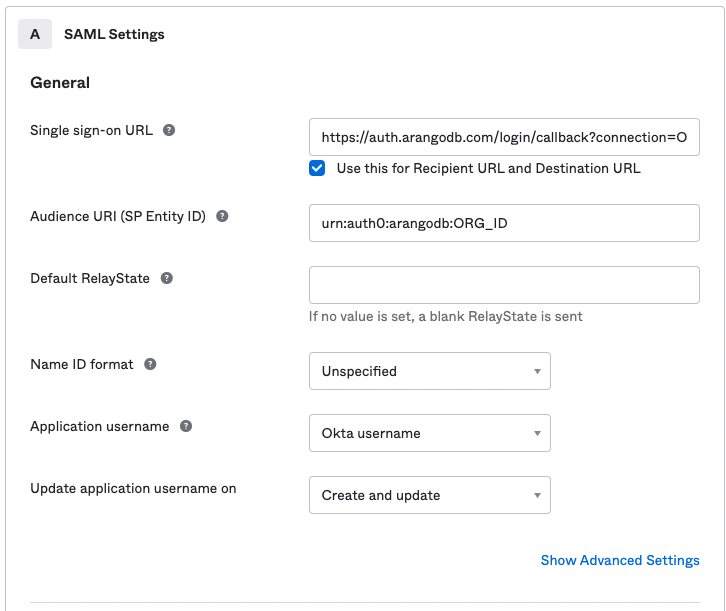 A SAML Settings
General
Single sign-on URL ?
https://auth.arangodb.com/login/callback?connection=O
Use this for Recipient URL and Destination URL
Audience URI (SP Entity ID) ?
urn:auth0:arangodb:ORG_ID
Default RelayState ?
If no value is set, a blank RelayState is sent
Name ID format ?
Unspecified
Application username ?
Okta username
Update application username on
Create and update
Show Advanced Settings